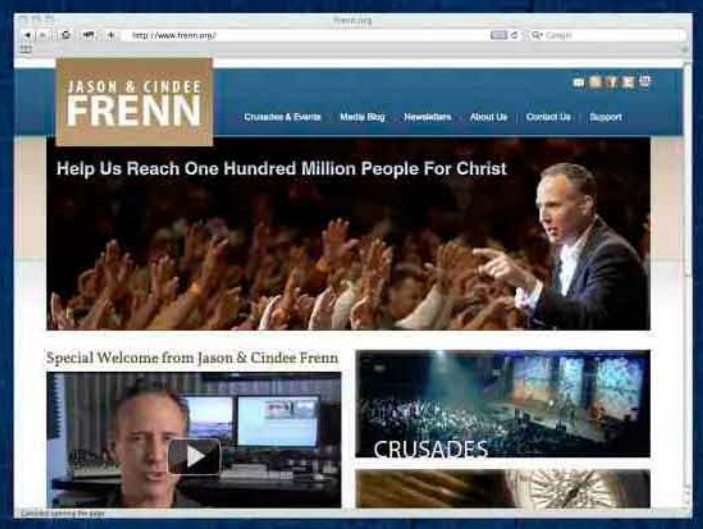 frenn.org
http://www.frenn.org/
Google
JASON & CINDEE
FRENN
Crusades & Events
Media Blog
Newsletters
About Us
Contact Us
Support
Help Us Reach One Hundred Million People For Christ
Special Welcome from Jason & Cindee Frenn
CRUSADES